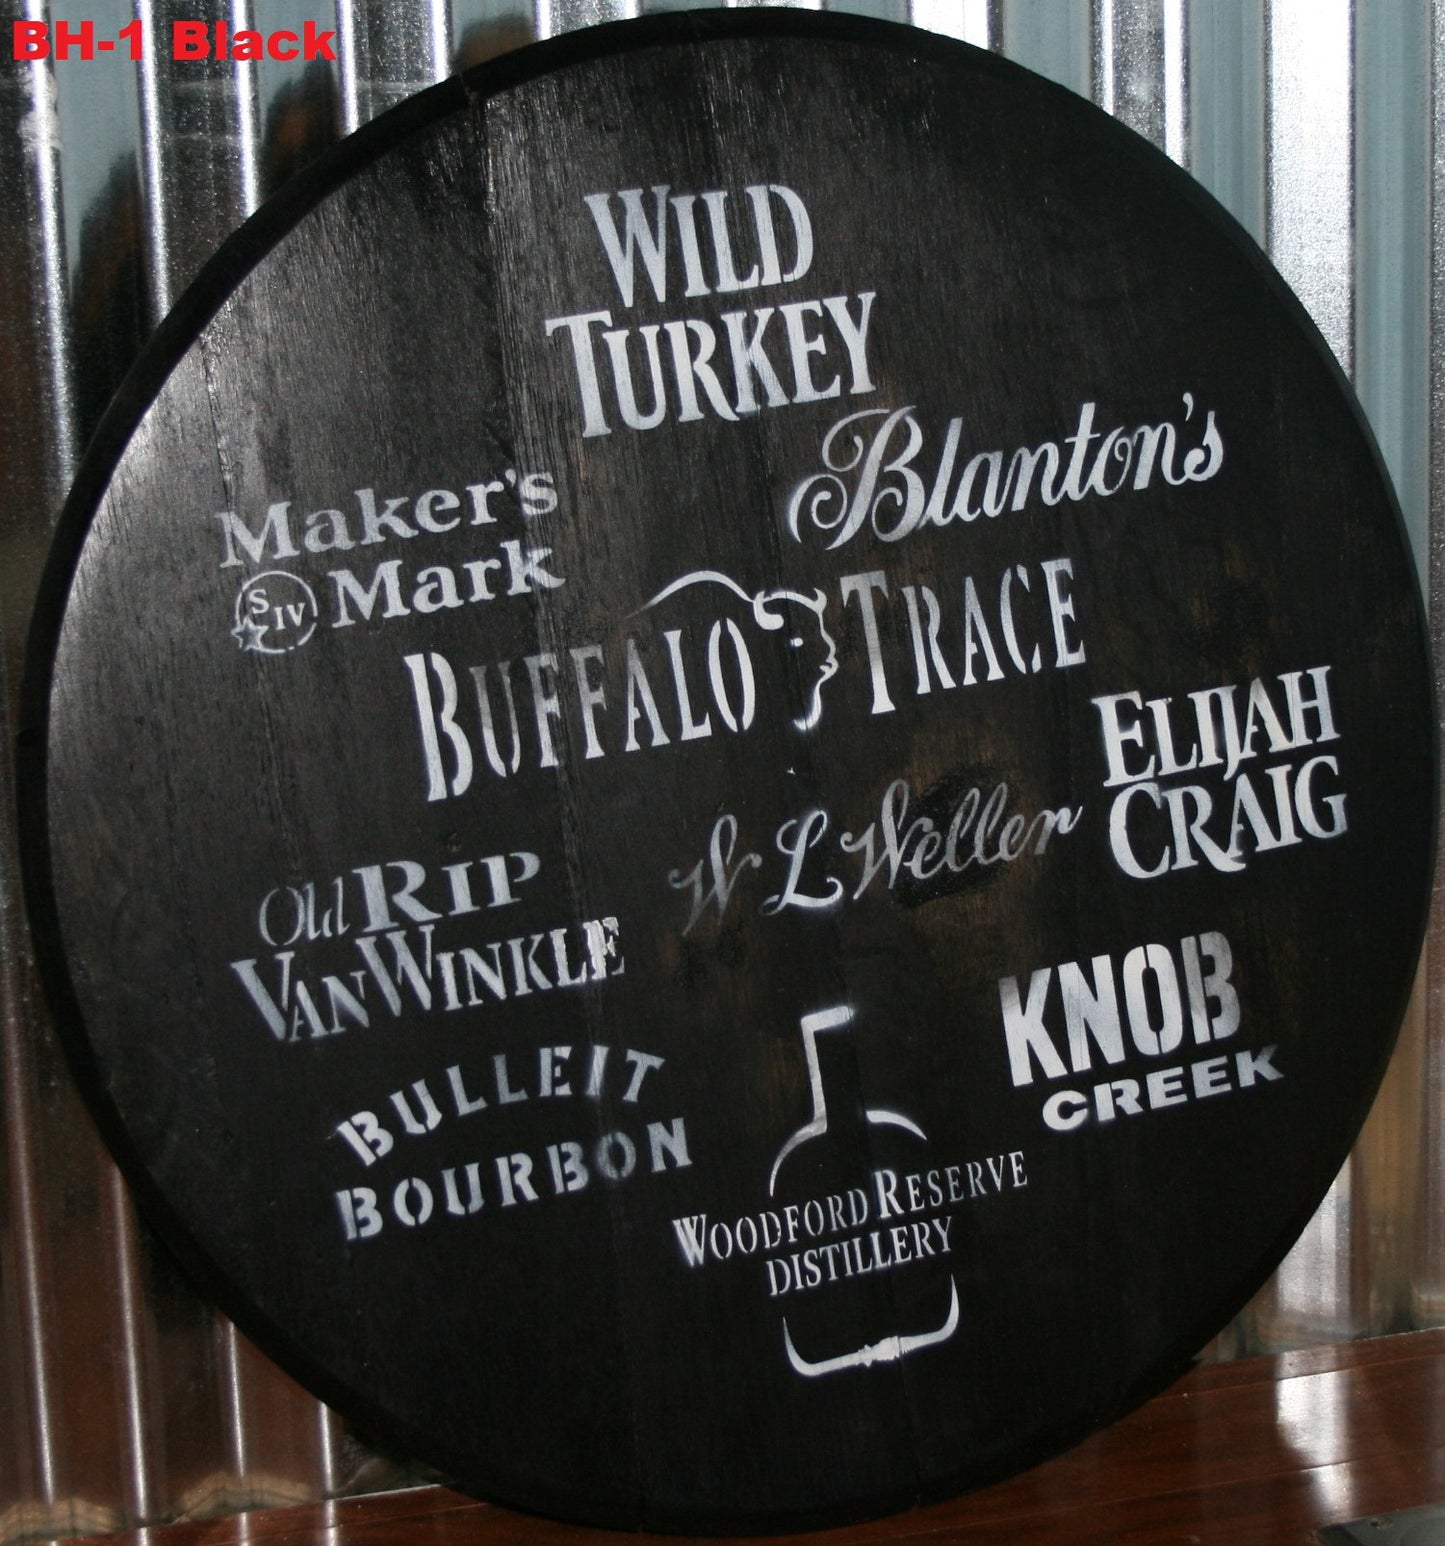 BH-1 Black
WILD
TURKEY
Blanton's
Maker's
SIV Mark
BUFFALO TRACE
ELIJAH
CRAIG
W L Weller
Old RIP
VAN WINKLE
KNOB
CREEK
BULLEIT
BOURBON
WOODFORD RESERVE
DISTILLERY